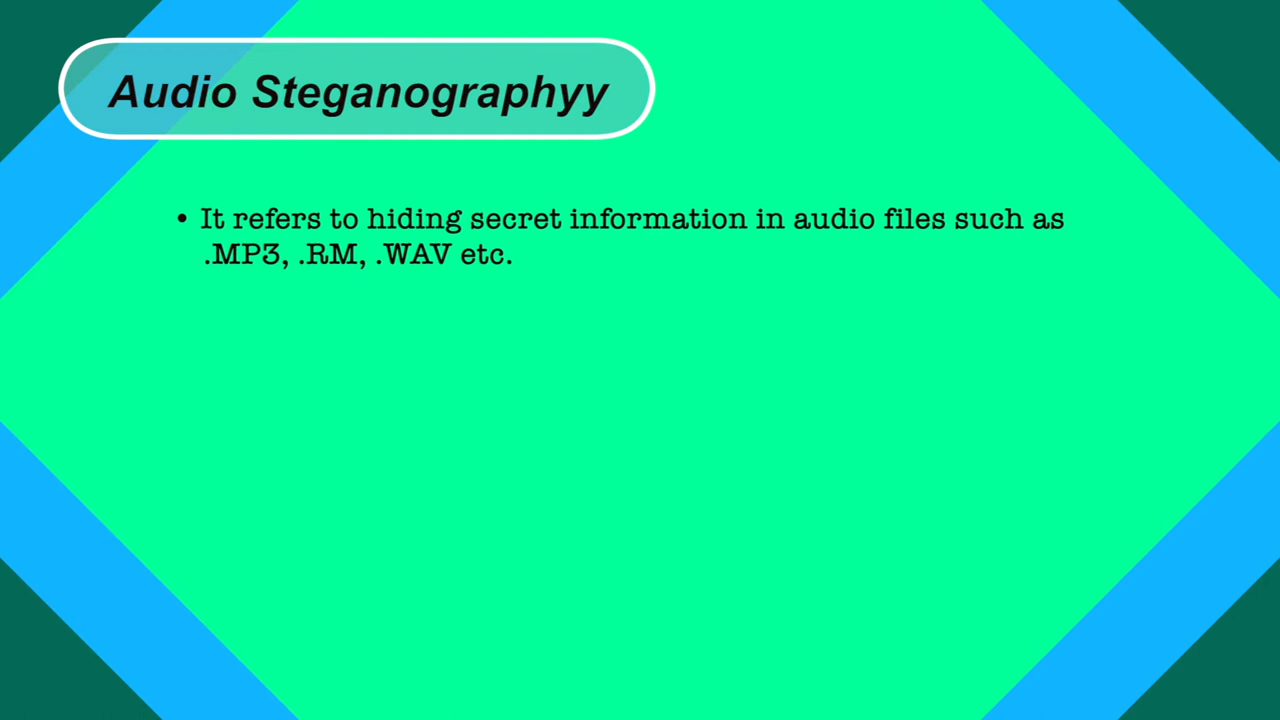 Audio Steganographyy
• It refers to hiding secret information in audio files such as
.MP3, .RM, .WAV etc.